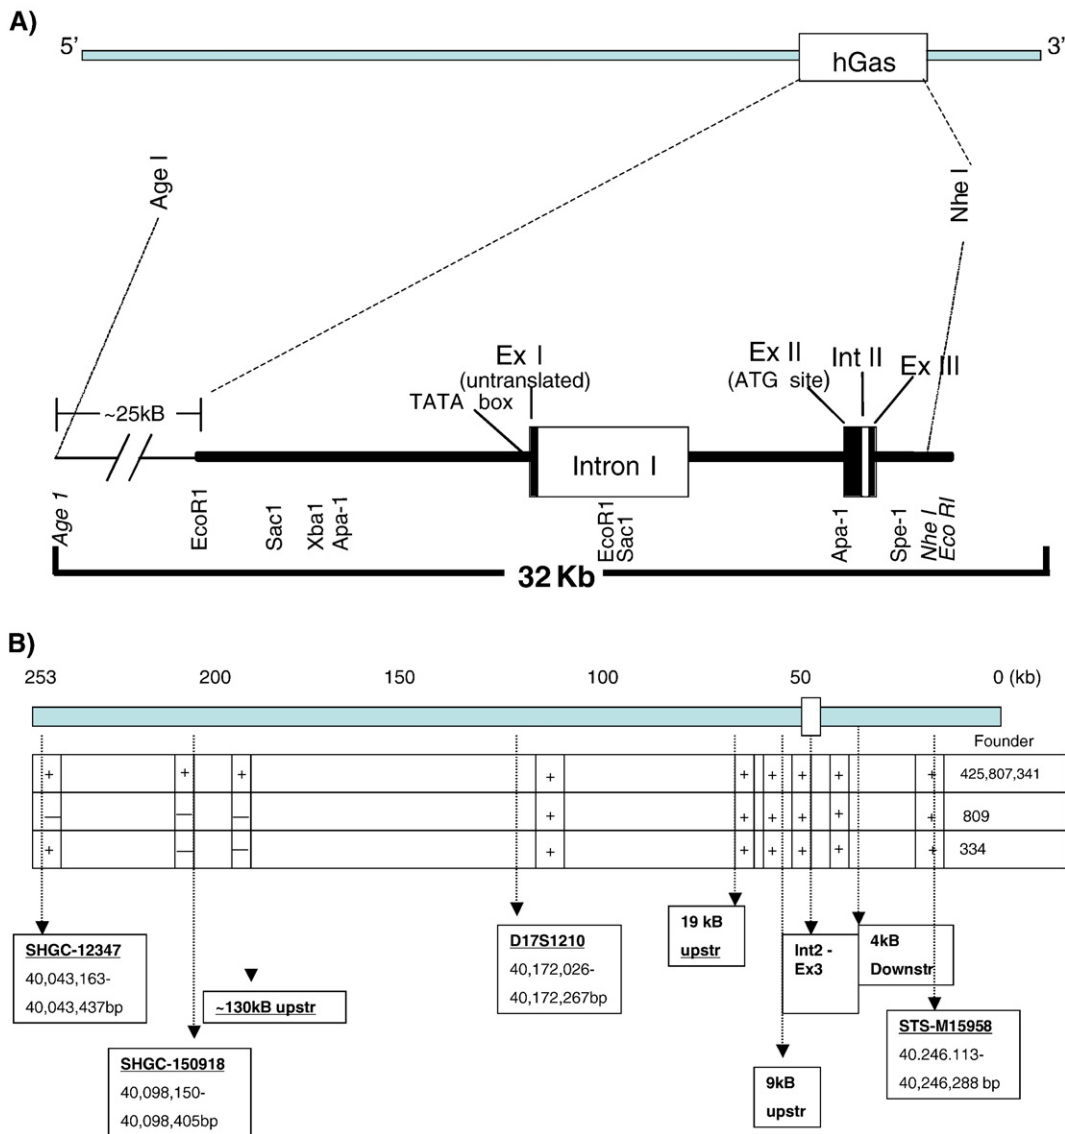 A)
5’
3’
hGas
Age I
Nhe I
Ex I
(untranslated)
TATA box
Ex II
(ATG site)
Int II
Ex III
~25kB
Intron I
Age 1
EcoR1
Sac1
Xba1
Apa-1
EcoR1
Sac1
Apa-1
Spe-1
Nhe I
Eco RI
32 Kb
B)
253 200 150 100 50 0 (kb)
Founder
+ + + + + + + + + 425,807,341
— — — + + + + + + 809
+ — — + + + + + + 334
SHGC-12347
40,043,163-
40,043,437bp
~130kB upstr
SHGC-150918
40,098,150-
40,098,405bp
D17S1210
40,172,026-
40,172,267bp
19 kB
upstr
9kB
upstr
Int2 -
Ex3
4kB
Downstr
STS-M15958
40.246.113-
40,246,288 bp